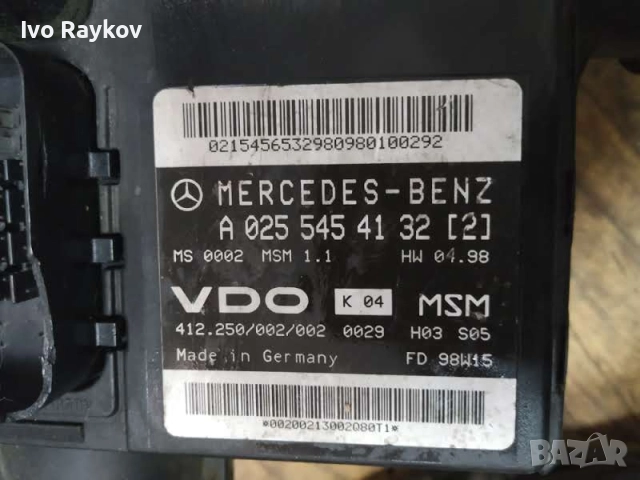 Ivo Raykov
0215456532980980100292
MERCEDES-BENZ
A 025 545 41 32 [2]
MS 0002 MSM 1.1 HW 04.98
VDO K 04 MSM
412.250/002/002 0029 H03 S05
Made in Germany FD 98W15
*00200213002080T1*
BAZAR